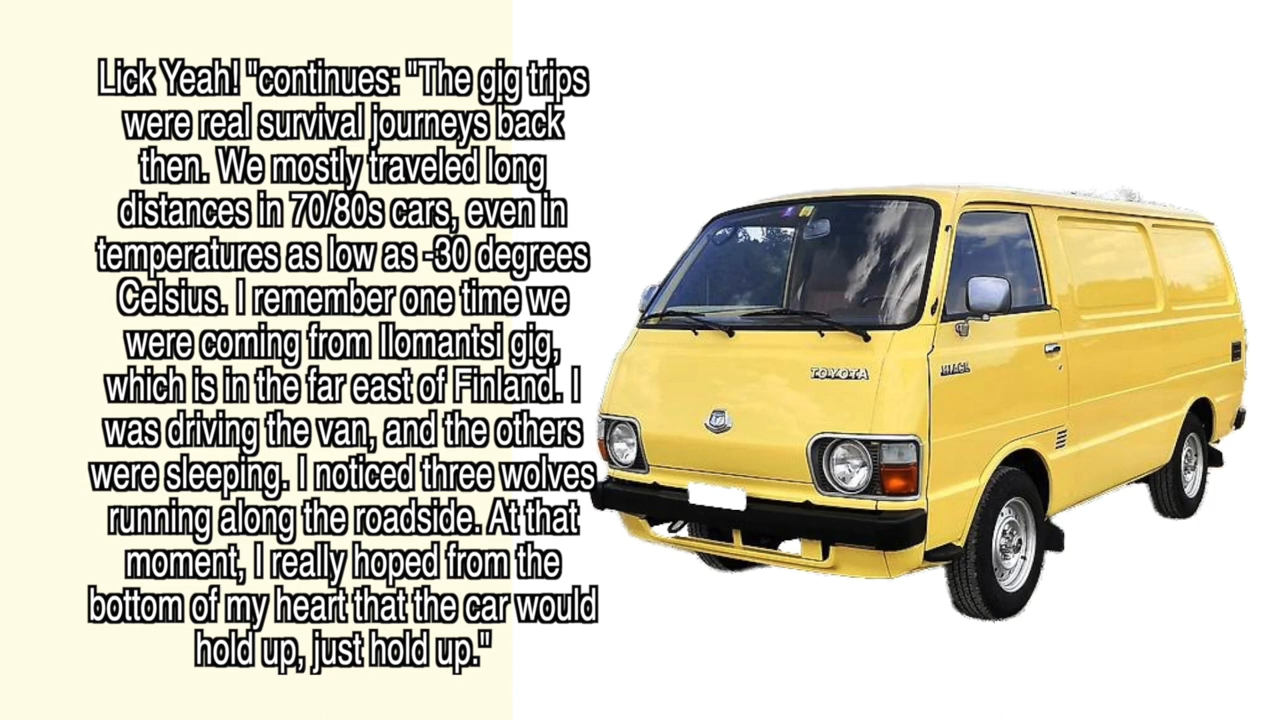 Lick Yeah! "continues: "The gig trips
were real survival journeys back
then. We mostly traveled long
distances in 70/80s cars, even in
temperatures as low as -30 degrees
Celsius. I remember one time we
were coming from Ilomantsi gig,
which is in the far east of Finland. I
was driving the van, and the others
were sleeping. I noticed three wolves
running along the roadside. At that
moment, I really hoped from the
bottom of my heart that the car would
hold up, just hold up."
TOYOTA
HIACE